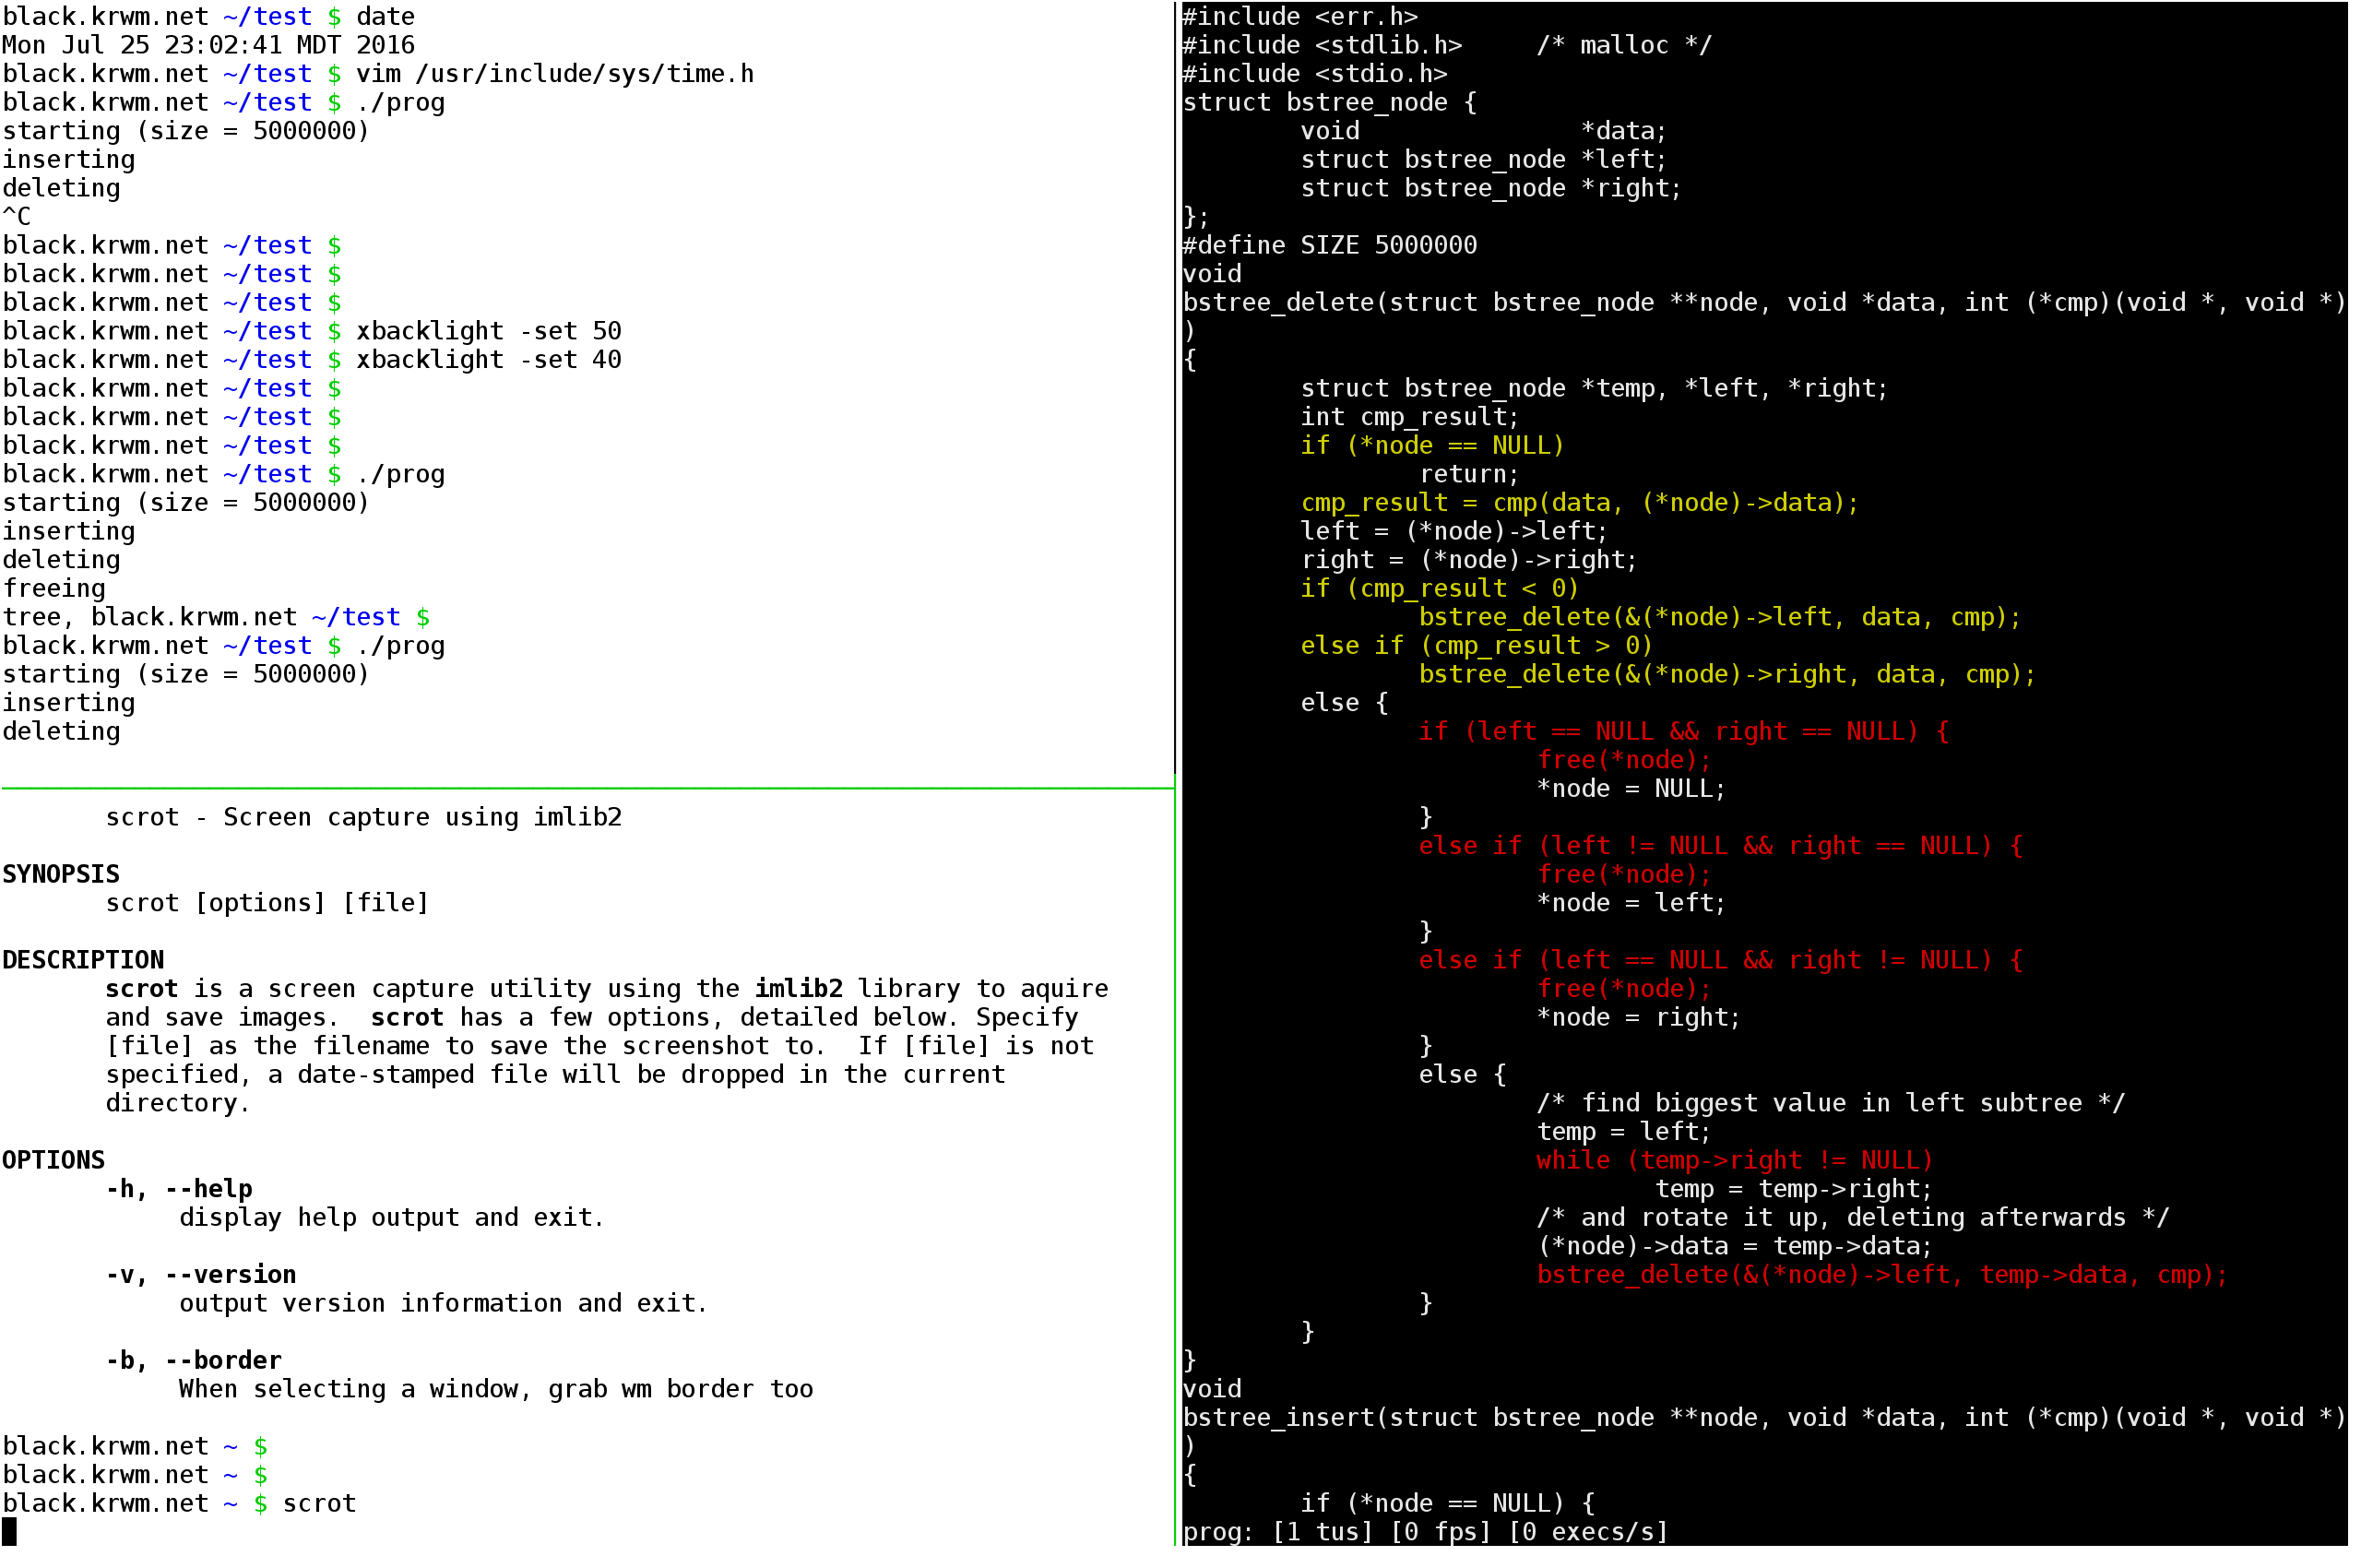 black.krwm.net ~/test $ date
Mon Jul 25 23:02:41 MDT 2016
black.krwm.net ~/test $ vim /usr/include/sys/time.h
black.krwm.net ~/test $ ./prog
starting (size = 5000000)
inserting
deleting
^C
black.krwm.net ~/test $
black.krwm.net ~/test $
black.krwm.net ~/test $
black.krwm.net ~/test $ xbacklight -set 50
black.krwm.net ~/test $ xbacklight -set 40
black.krwm.net ~/test $
black.krwm.net ~/test $
black.krwm.net ~/test $
black.krwm.net ~/test $ ./prog
starting (size = 5000000)
inserting
deleting
freeing
tree, black.krwm.net ~/test $
black.krwm.net ~/test $ ./prog
starting (size = 5000000)
inserting
deleting
scrot - Screen capture using imlib2
SYNOPSIS
scrot [options] [file]
DESCRIPTION
scrot is a screen capture utility using the imlib2 library to aquire
and save images.  scrot has a few options, detailed below. Specify
[file] as the filename to save the screenshot to.  If [file] is not
specified, a date-stamped file will be dropped in the current
directory.
OPTIONS
-h, --help
display help output and exit.
-v, --version
output version information and exit.
-b, --border
When selecting a window, grab wm border too
black.krwm.net ~ $
black.krwm.net ~ $
black.krwm.net ~ $ scrot
#include <err.h>
#include <stdlib.h>     /* malloc */
#include <stdio.h>
struct bstree_node {
        void               *data;
        struct bstree_node *left;
        struct bstree_node *right;
};
#define SIZE 5000000
void
bstree_delete(struct bstree_node **node, void *data, int (*cmp)(void *, void *)
)
{
        struct bstree_node *temp, *left, *right;
        int cmp_result;
        if (*node == NULL)
                return;
        cmp_result = cmp(data, (*node)->data);
        left = (*node)->left;
        right = (*node)->right;
        if (cmp_result < 0)
                bstree_delete(&(*node)->left, data, cmp);
        else if (cmp_result > 0)
                bstree_delete(&(*node)->right, data, cmp);
        else {
                if (left == NULL && right == NULL) {
                        free(*node);
                        *node = NULL;
                }
                else if (left != NULL && right == NULL) {
                        free(*node);
                        *node = left;
                }
                else if (left == NULL && right != NULL) {
                        free(*node);
                        *node = right;
                }
                else {
                        /* find biggest value in left subtree */
                        temp = left;
                        while (temp->right != NULL)
                                temp = temp->right;
                        /* and rotate it up, deleting afterwards */
                        (*node)->data = temp->data;
                        bstree_delete(&(*node)->left, temp->data, cmp);
                }
        }
}
void
bstree_insert(struct bstree_node **node, void *data, int (*cmp)(void *, void *)
)
{
        if (*node == NULL) {
prog: [1 tus] [0 fps] [0 execs/s]